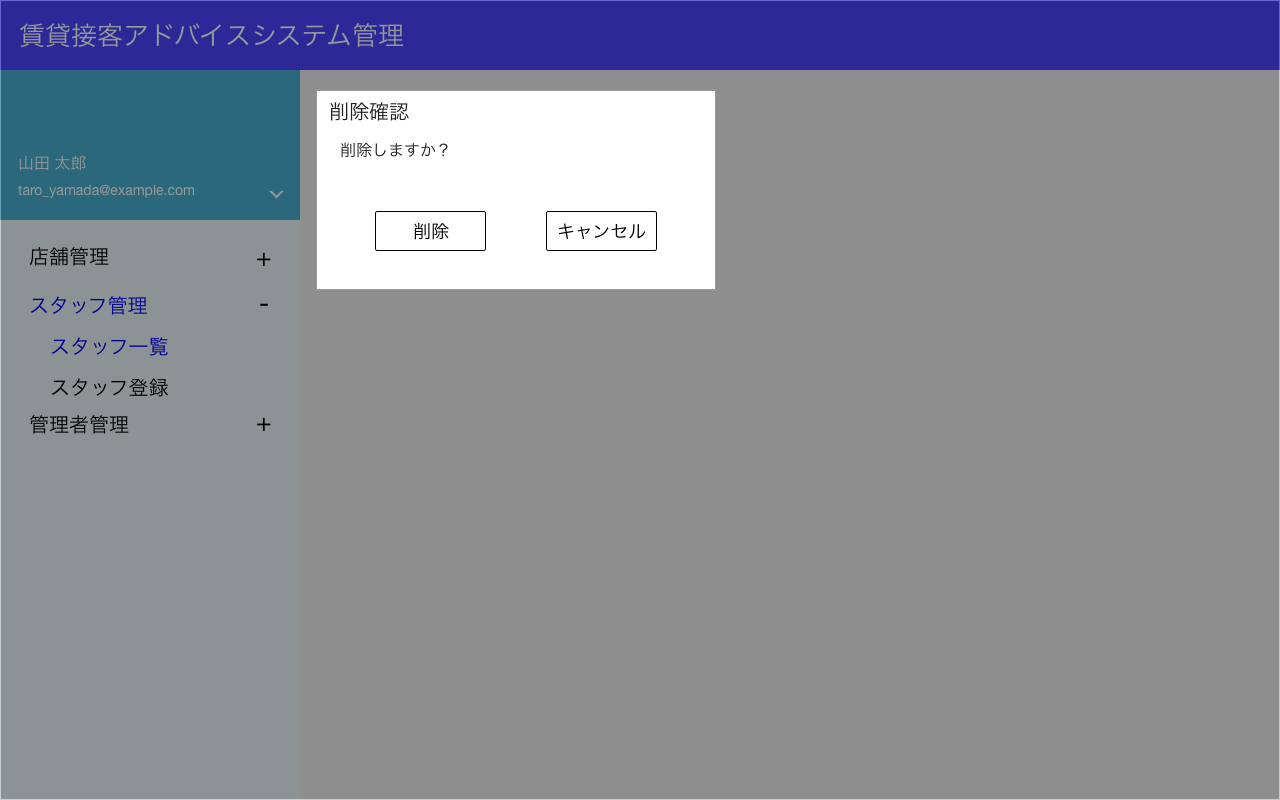 賃貸接客アドバイスシステム管理
山田 太郎
taro_yamada@example.com
店舗管理 +
スタッフ管理 -
スタッフ一覧
スタッフ登録
管理者管理 +
削除確認
削除しますか？
削除 キャンセル